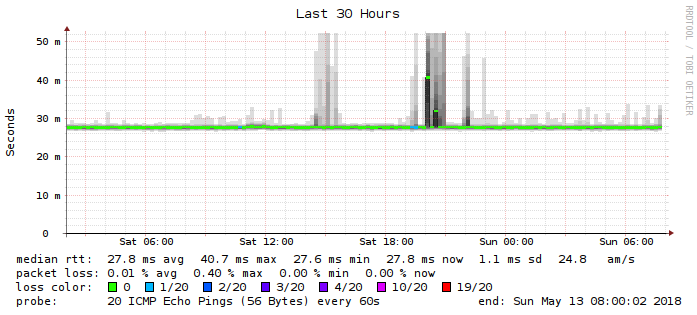 Last 30 Hours
RRDTOOL / TOBI OETIKER
Seconds
50 m
40 m
30 m
20 m
10 m
0
Sat 06:00 Sat 12:00 Sat 18:00 Sun 00:00 Sun 06:00
median rtt: 27.8 ms avg 40.7 ms max 27.6 ms min 27.8 ms now 1.1 ms sd 24.8 am/s
packet loss: 0.01 % avg 0.40 % max 0.00 % min 0.00 % now
loss color: 0 1/20 2/20 3/20 4/20 10/20 19/20
probe: 20 ICMP Echo Pings (56 Bytes) every 60s end: Sun May 13 08:00:02 2018